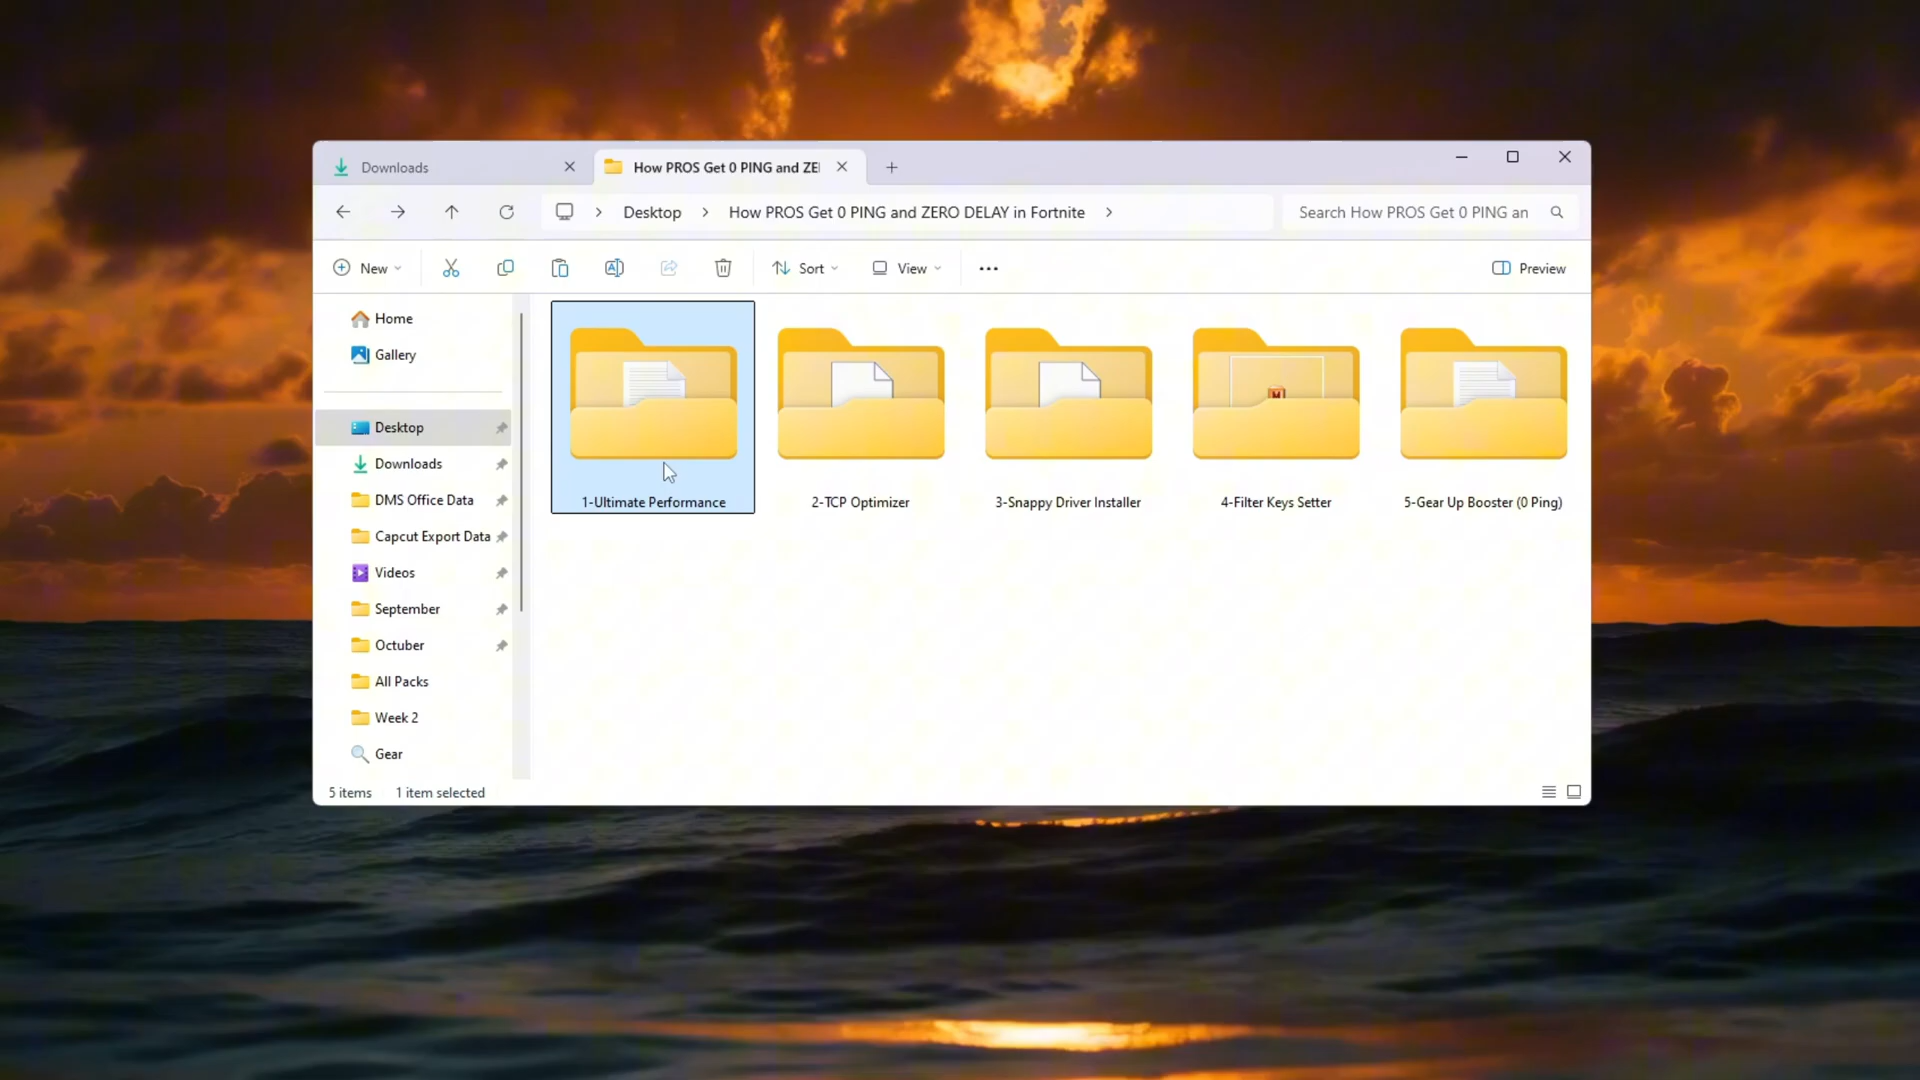 Downloads
How PROS Get 0 PING and ZE
Desktop
How PROS Get 0 PING and ZERO DELAY in Fortnite
Search How PROS Get 0 PING an
New
Sort
View
Preview
Home
Gallery
Desktop
Downloads
DMS Office Data
Capcut Export Data
Videos
September
Octuber
All Packs
Week 2
Gear
1-Ultimate Performance
2-TCP Optimizer
3-Snappy Driver Installer
4-Filter Keys Setter
5-Gear Up Booster (0 Ping)
5 items
1 item selected